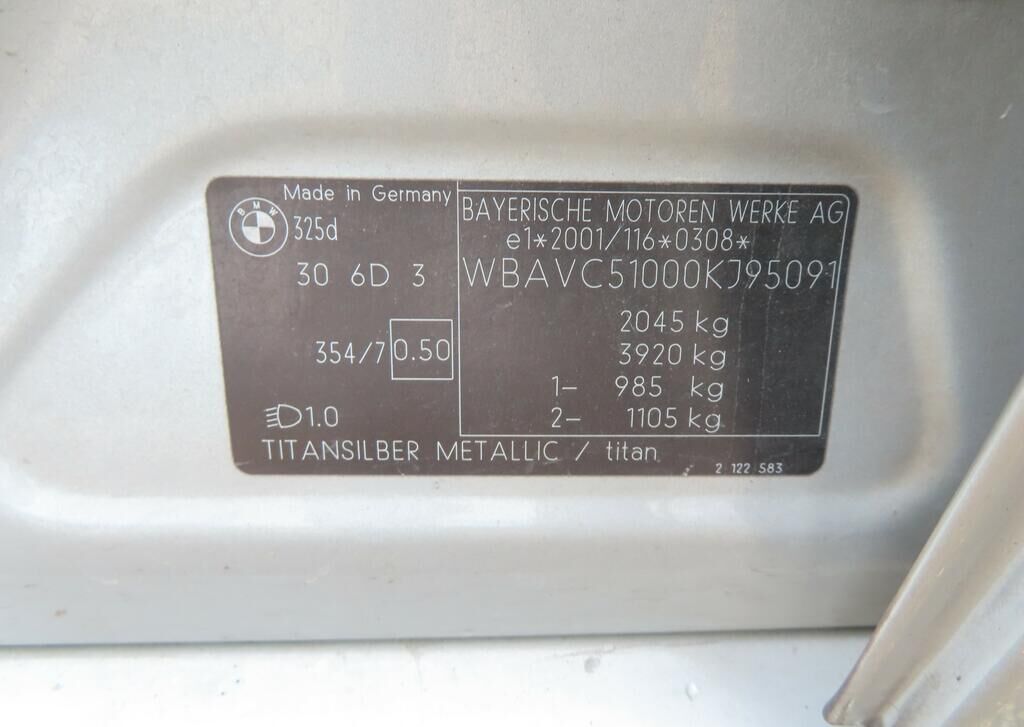 Made in Germany
BMW
325d
30 6D 3
354/7 0.50
1.0
BAYERISCHE MOTOREN WERKE AG
e1*2001/116*0308*
WBAVC51000KJ95091
2045 kg
3920 kg
1- 985 kg
2- 1105 kg
TITANSILBER METALLIC / titan
2 122 583